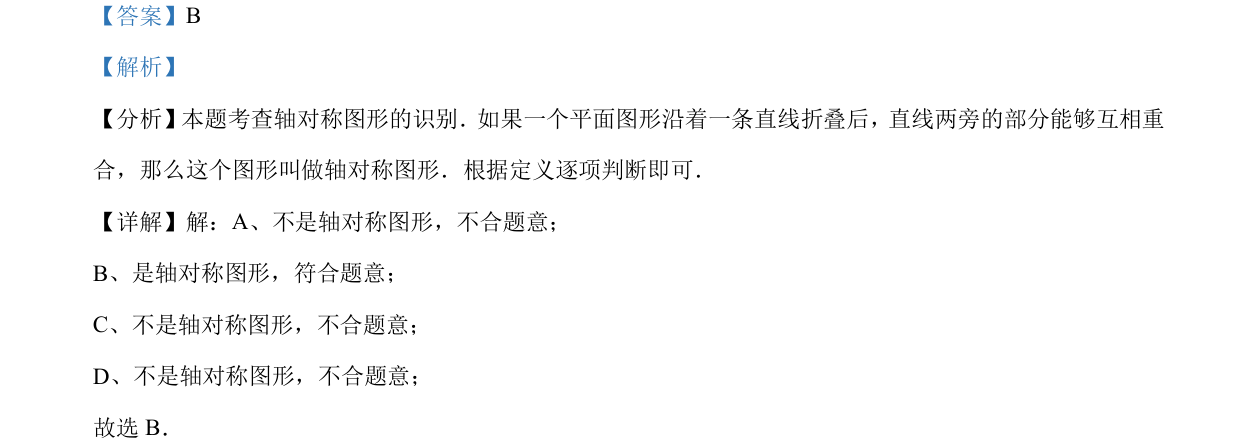 【答案】B
【解析】
【分析】本题考查轴对称图形的识别．如果一个平面图形沿着一条直线折叠后，直线两旁的部分能够互相重
合，那么这个图形叫做轴对称图形．根据定义逐项判断即可．
【详解】解：A、不是轴对称图形，不合题意；
B、是轴对称图形，符合题意；
C、不是轴对称图形，不合题意；
D、不是轴对称图形，不合题意；
故选 B．